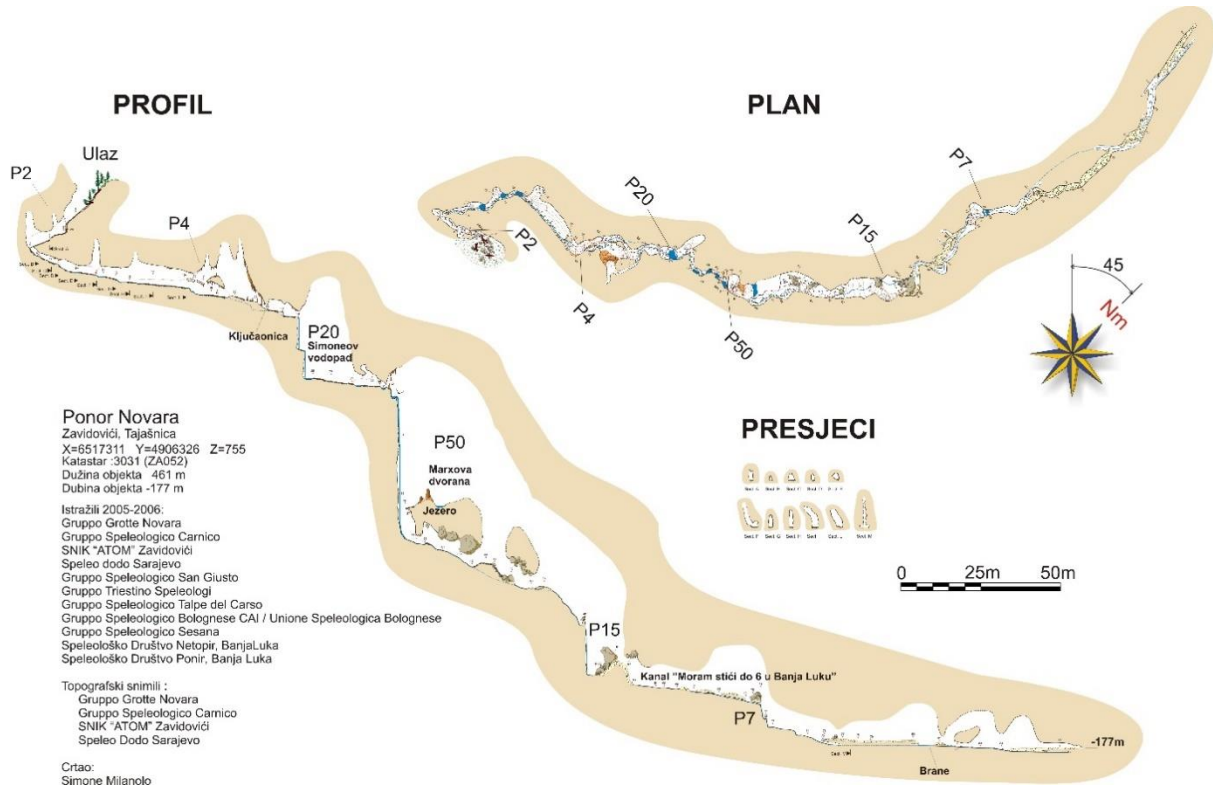 PROFIL
PLAN
Ulaz
P2
P4
Ključaonica
P20
Simoneov
vodopad
P50
Marxova
dvorana
Jezero
P15
Kanal "Moram stići do 6 u Banja Luku"
P7
Brane
-177m
P2
P4
P20
P50
P15
P7
45
Nm
PRESJECI
0 25m 50m
Ponor Novara
Zavidovići, Tajašnica
X=6517311 Y=4906326 Z=755
Katastar :3031 (ZA052)
Dužina objekta 461 m
Dubina objekta -177 m
Istražili 2005-2006:
Gruppo Grotte Novara
Gruppo Speleologico Carnico
SNIK "ATOM" Zavidovići
Speleo dodo Sarajevo
Gruppo Speleologico San Giusto
Gruppo Triestino Speleologi
Gruppo Speleologico Talpe del Carso
Gruppo Speleologico Bolognese CAI / Unione Speleologica Bolognese
Gruppo Speleologico Sesana
Speleološko Društvo Netopir, BanjaLuka
Speleološko Društvo Ponir, Banja Luka
Topografski snimili :
Gruppo Grotte Novara
Gruppo Speleologico Carnico
SNIK "ATOM" Zavidovići
Speleo Dodo Sarajevo
Crtao:
Simone Milanolo